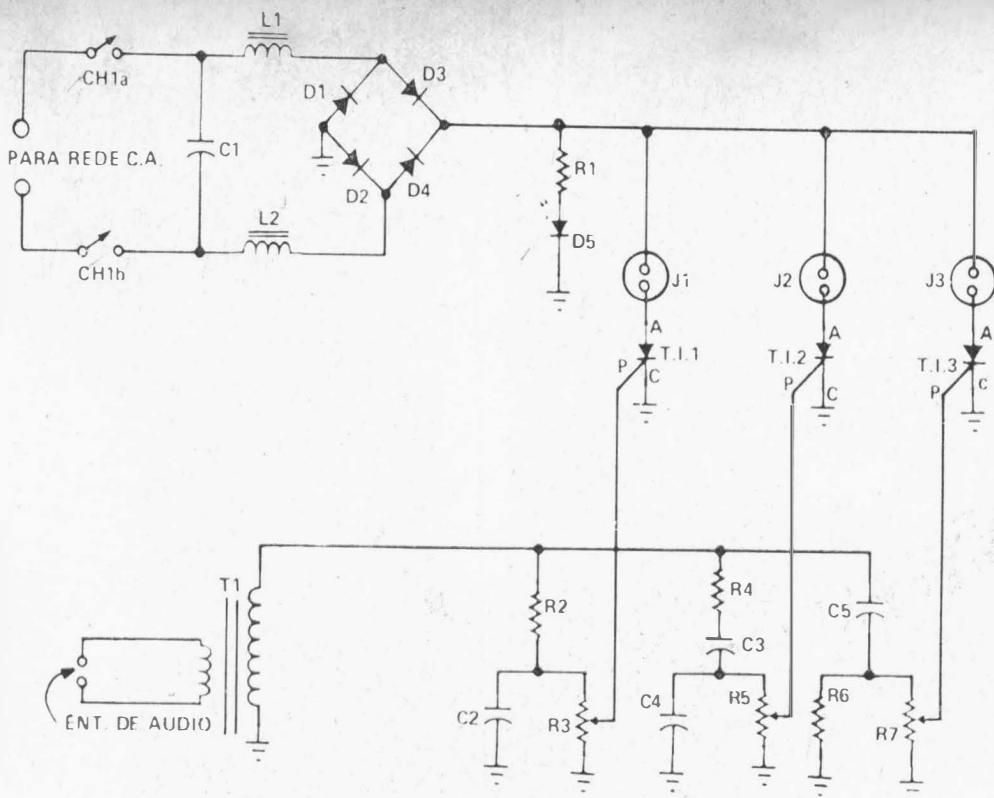 L1
CH1a
D1
D3
PARA REDE C.A.
C1
R1
D2
D4
L2
D5
CH1b
J1
J2
J3
A
A
A
T.I.1
T.I.2
T.I.3
P
C
P
C
P
C
T1
R2
R4
C5
C3
C2
R3
C4
R5
R6
R7
ENT. DE AUDIO